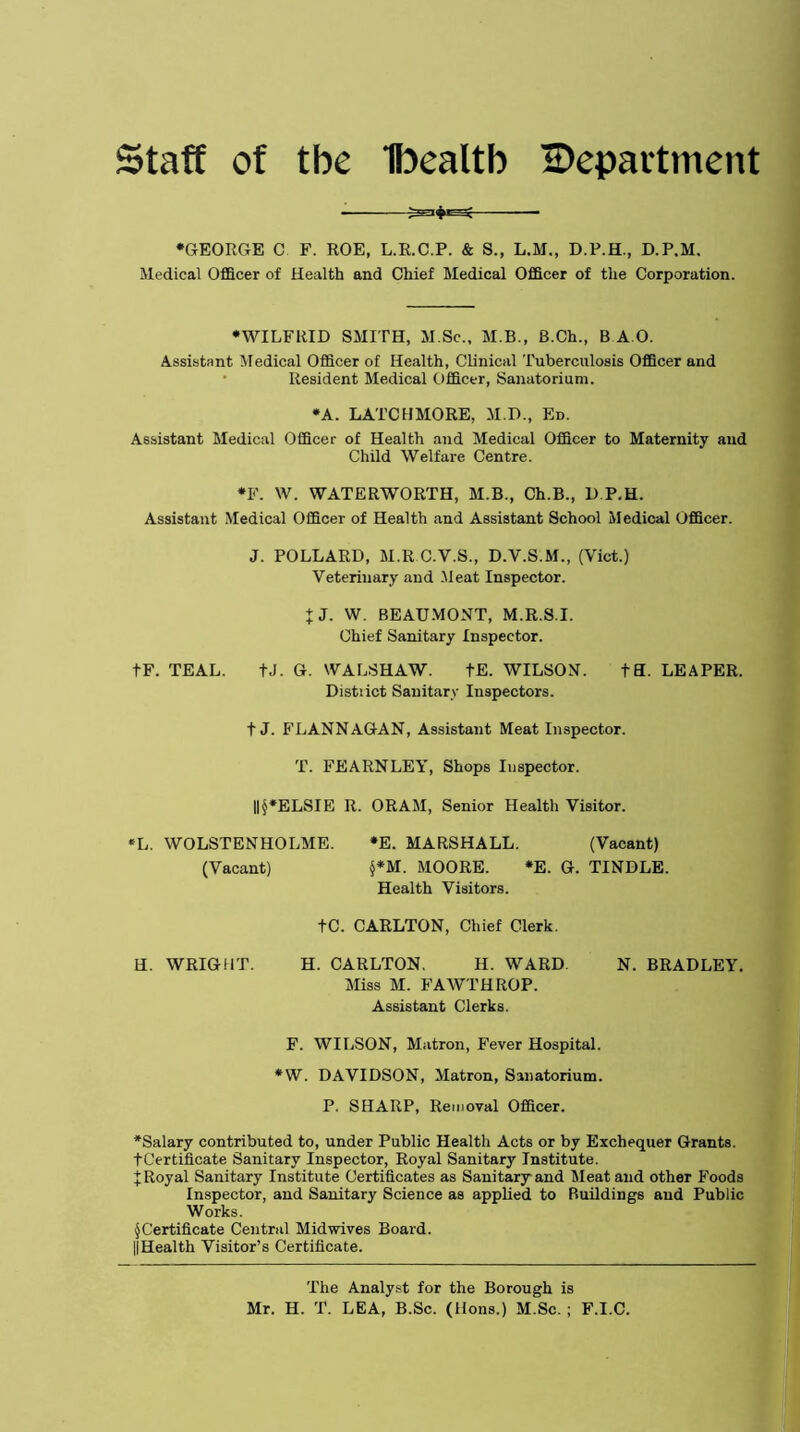 Staff of the Health Department
*GEORGE C F. ROE, L.R.C.P. & S., L.M., D.P.H., D.P.M.
Medical Officer of Health and Chief Medical Officer of the Corporation.
*WILFRID SMITH, M.Sc., M.B., B.Ch., B A.O.
Assistant Medical Officer of Health, Clinical Tuberculosis Officer and
Resident Medical Officer, Sanatorium.
*A. LATCHMORE, M.D., Ed.
Assistant Medical Officer of Health and Medical Officer to Maternity and
Child Welfare Centre.
*F. W. WATERWORTH, M.B., Ch.B., D.P.H.
Assistant Medical Officer of Health and Assistant School Medical Officer.
J. POLLARD, M.R.C.V.S., D.V.S.M., (Vict.)
Veterinary and Meat Inspector.
‡J. W. BEAUMONT, M.R.S.I.
Chief Sanitary Inspector.
†F. TEAL. †J. G. WALSHAW. †E. WILSON. †H. LEAPER.
District Sanitary Inspectors.
†J. FLANNAGAN, Assistant Meat Inspector.
T. FEARNLEY, Shops Inspector.
||§*ELSIE R. ORAM, Senior Health Visitor.
*L. WOLSTENHOLME. *E. MARSHALL. (Vacant)
(Vacant) §*M. MOORE. *E. G. TINDLE.
Health Visitors.
†C. CARLTON, Chief Clerk.
H. WRIGHT. H. CARLTON. H. WARD. N. BRADLEY.
Miss M. FAWTHROP.
Assistant Clerks.
F. WILSON, Matron, Fever Hospital.
*W. DAVIDSON, Matron, Sanatorium.
P. SHARP, Removal Officer.
*Salary contributed to, under Public Health Acts or by Exchequer Grants.
†Certificate Sanitary Inspector, Royal Sanitary Institute.
‡Royal Sanitary Institute Certificates as Sanitary and Meat and other Foods
Inspector, and Sanitary Science as applied to Buildings and Public
Works.
§Certificate Central Midwives Board.
||Health Visitor's Certificate.
The Analyst for the Borough is
Mr. H. T. LEA, B.Sc. (Hons.) M.Sc. ; F.I.C.